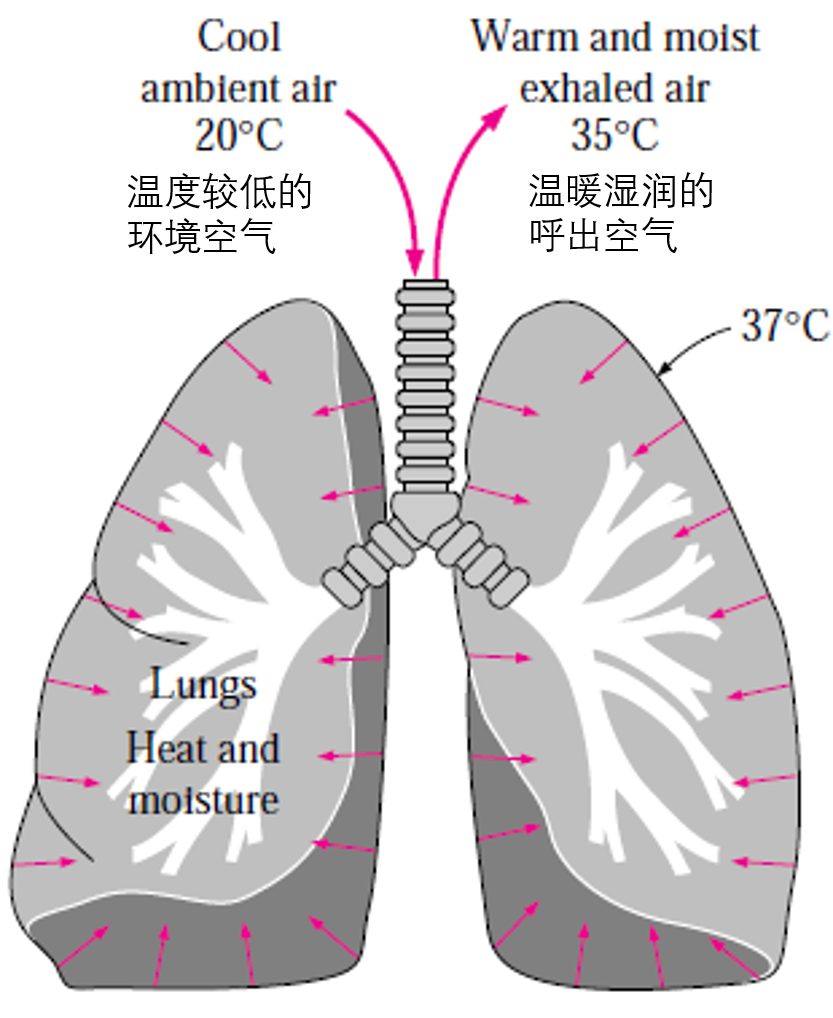 Cool
ambient air
20°C
温度较低的
环境空气
Warm and moist
exhaled air
35°C
温暖湿润的
呼出空气
37°C
Lungs
Heat and
moisture